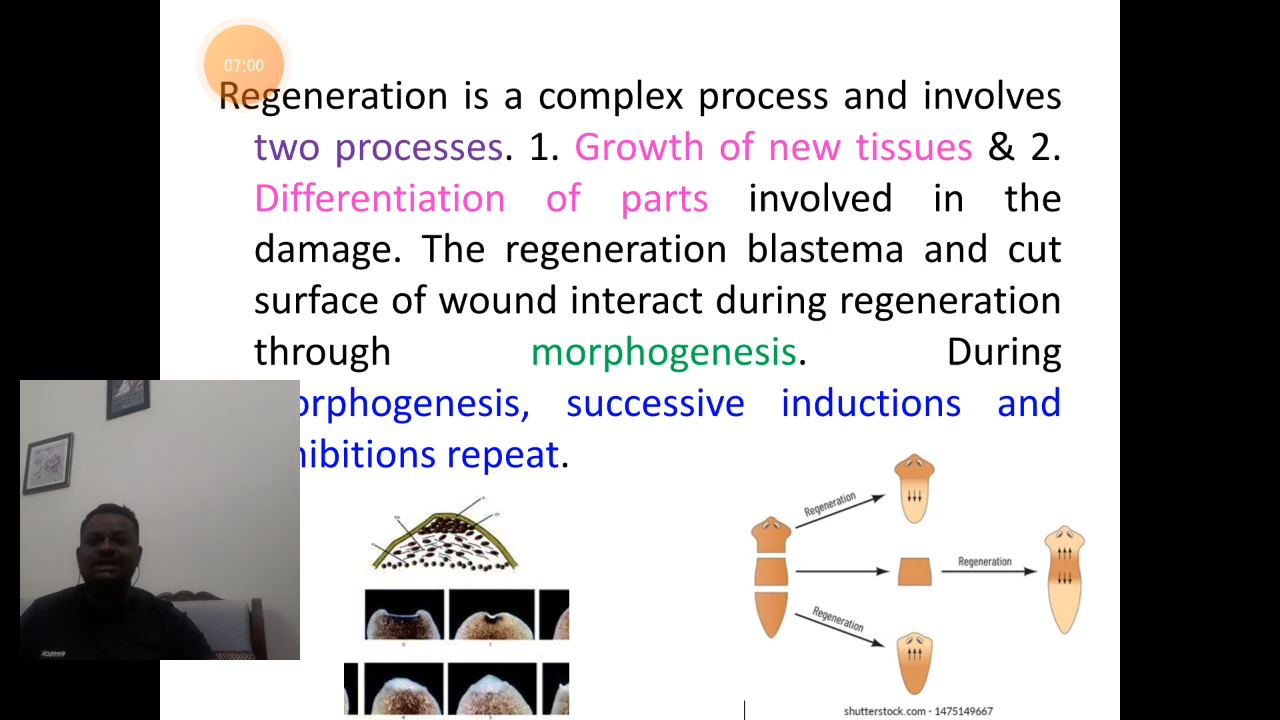 07:00
Regeneration is a complex process and involves
two processes. 1. Growth of new tissues & 2.
Differentiation of parts involved in the
damage. The regeneration blastema and cut
surface of wound interact during regeneration
through morphogenesis. During
orphogenesis, successive inductions and
hibitions repeat.
Regeneration
Regeneration
Regeneration
shutterstock.com · 1475149667